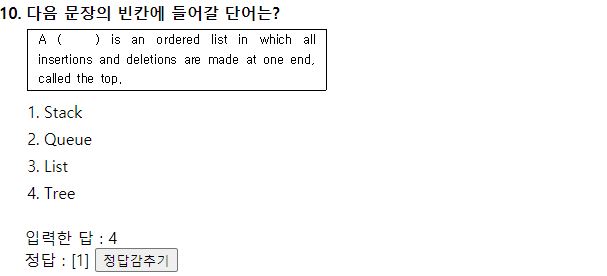 10. 다음 문장의 빈칸에 들어갈 단어는?
A ( ) is an ordered list in which all
insertions and deletions are made at one end,
called the top.
1. Stack
2. Queue
3. List
4. Tree
입력한 답 : 4
정답 : [1] 정답감추기